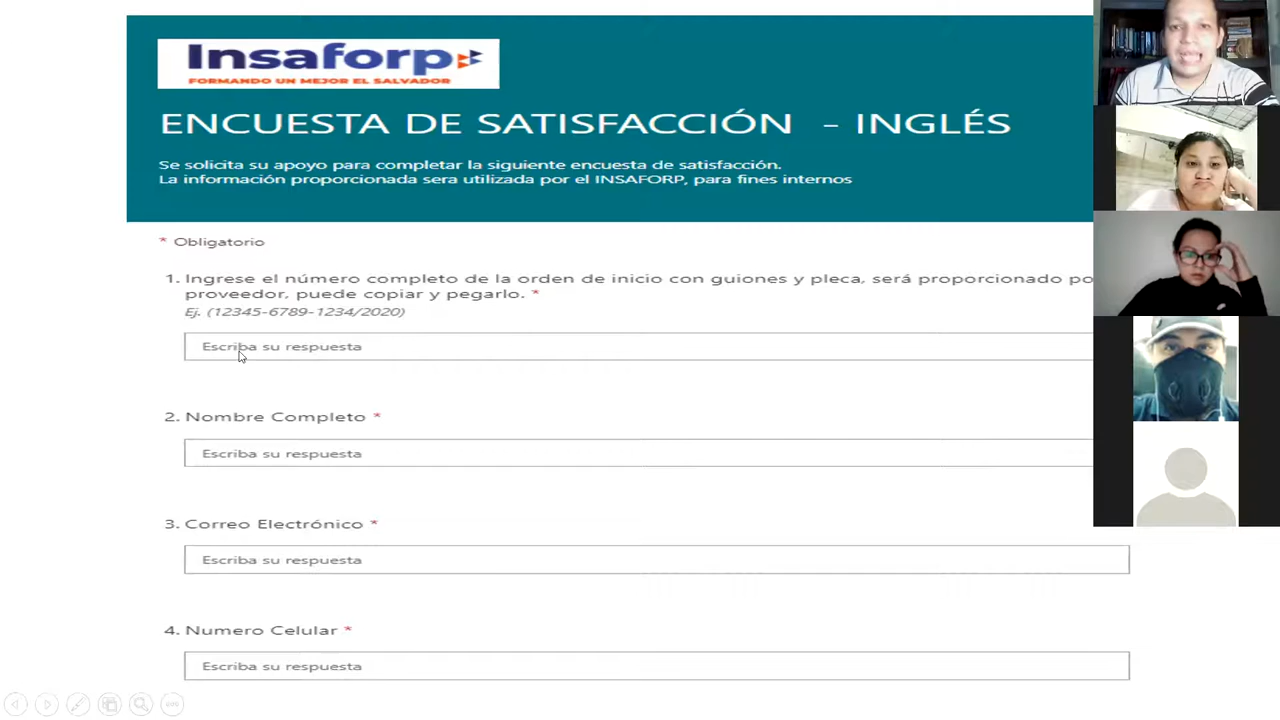 Insaforp
FORMANDO UN MEJOR EL SALVADOR
ENCUESTA DE SATISFACCIÓN - INGLÉS
Se solicita su apoyo para completar la siguiente encuesta de satisfacción.
La información proporcionada sera utilizada por el INSAFORP, para fines internos
* Obligatorio
1. Ingrese el número completo de la orden de inicio con guiones y pleca, será proporcionado po
proveedor, puede copiar y pegarlo. *
Ej. (12345-6789-1234/2020)
Escriba su respuesta
2. Nombre Completo *
Escriba su respuesta
3. Correo Electrónico *
Escriba su respuesta
4. Numero Celular *
Escriba su respuesta